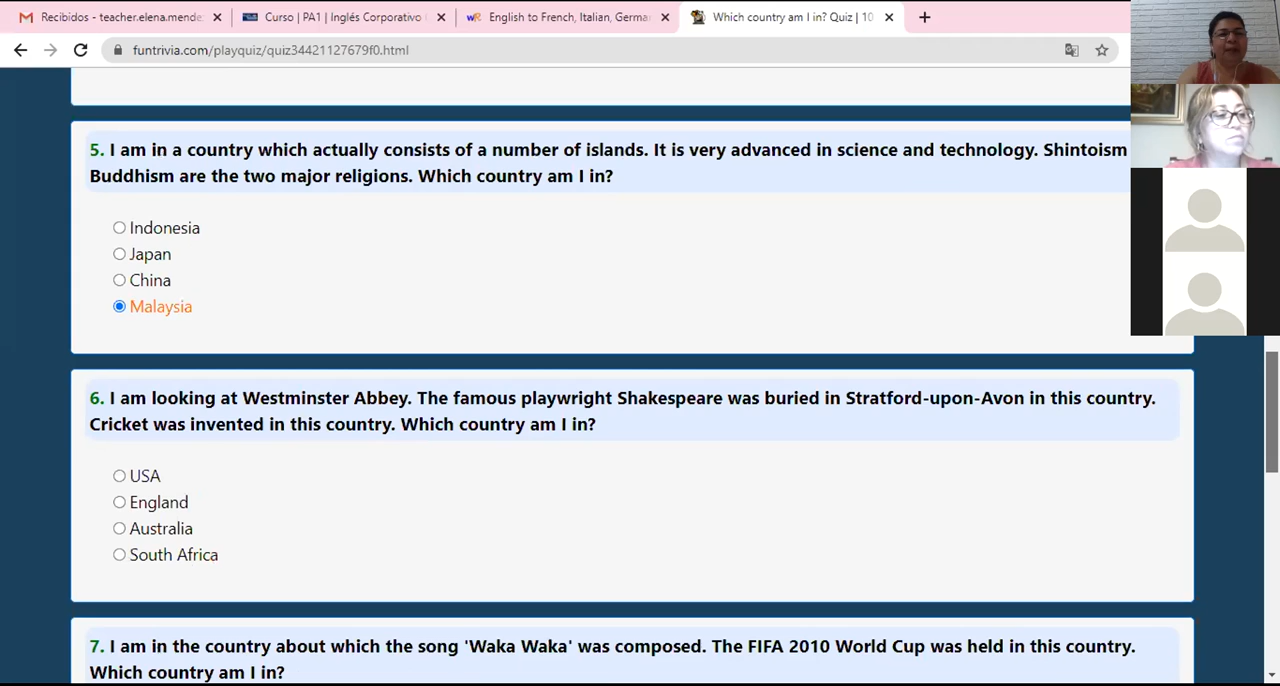 Recibidos - teacher.elena.mende
Curso | PA1 | Inglés Corporativo
English to French, Italian, Germa
Which country am I in? Quiz | 10
funtrivia.com/playquiz/quiz34421127679f0.html
5. I am in a country which actually consists of a number of islands. It is very advanced in science and technology. Shintoism
Buddhism are the two major religions. Which country am I in?
Indonesia
Japan
China
Malaysia
6. I am looking at Westminster Abbey. The famous playwright Shakespeare was buried in Stratford-upon-Avon in this country.
Cricket was invented in this country. Which country am I in?
USA
England
Australia
South Africa
7. I am in the country about which the song 'Waka Waka' was composed. The FIFA 2010 World Cup was held in this country.
Which country am I in?